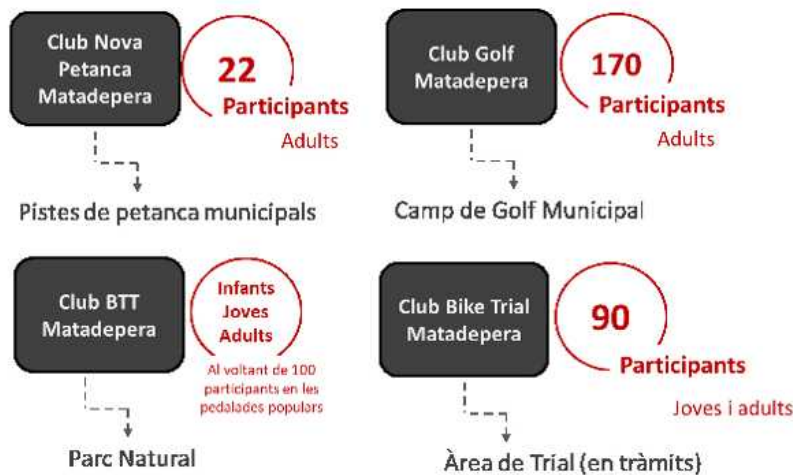 Club Nova
Petanca
Matadepera
22
Participants
Adults
Pistes de petanca municipals
Club Golf
Matadepera
170
Participants
Adults
Camp de Golf Municipal
Club BTT
Matadepera
Infants
Joves
Adults
Al voltant de 100
participants en les
pedalades populars
Parc Natural
Club Bike Trial
Matadepera
90
Participants
Joves i adults
Àrea de Trial (en tràmits)